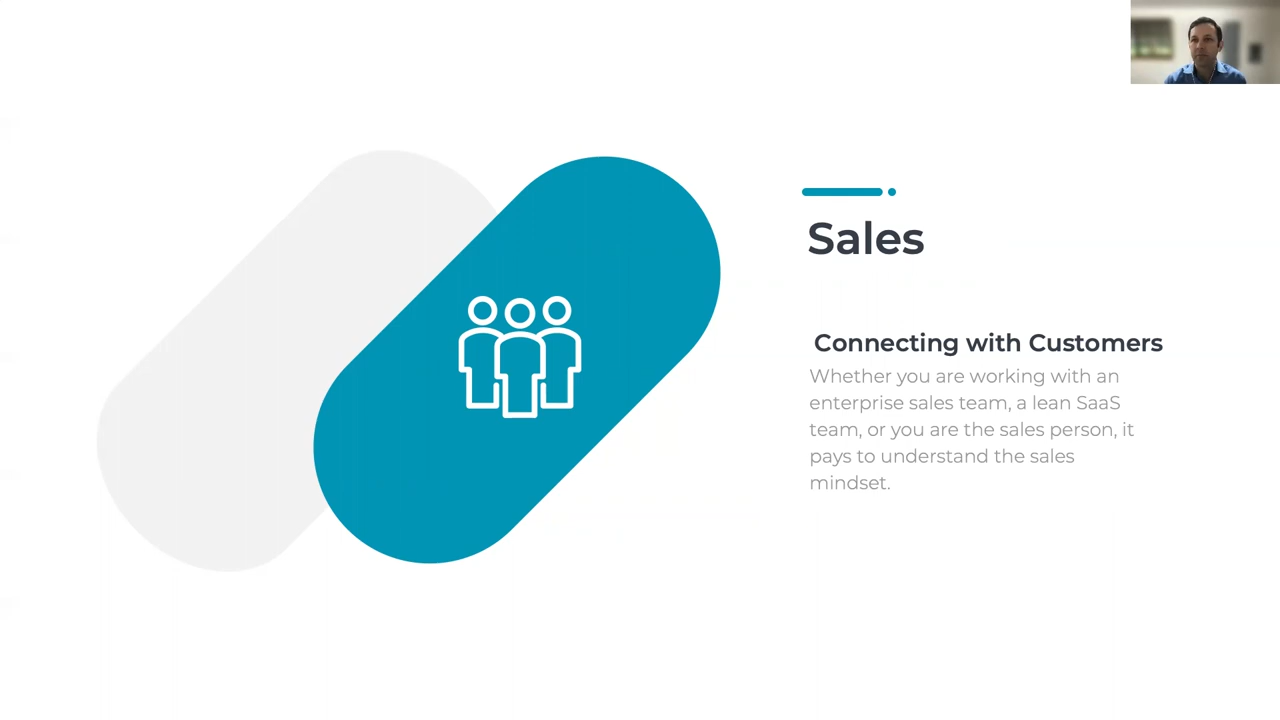 Sales
Connecting with Customers
Whether you are working with an
enterprise sales team, a lean SaaS
team, or you are the sales person, it
pays to understand the sales
mindset.